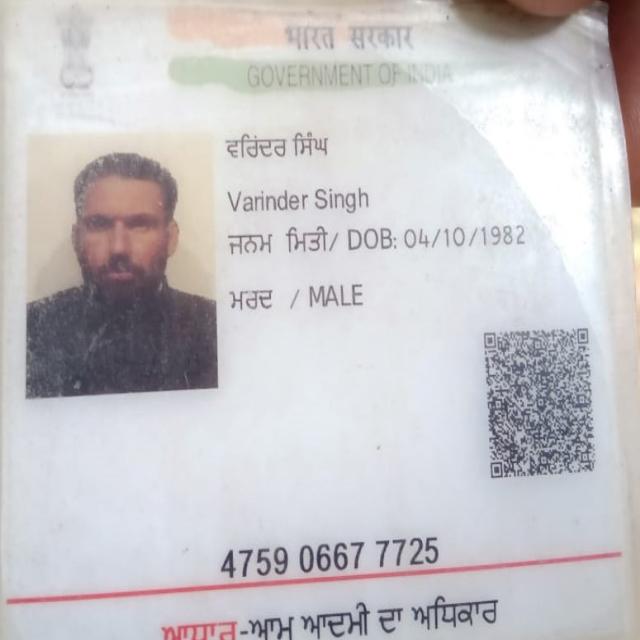 भारत सरकार
GOVERNMENT OF INDIA
ਵਰਿੰਦਰ ਸਿੰਘ
Varinder Singh
ਜਨਮ ਮਿਤੀ/ DOB: 04/10/1982
ਮਰਦ / MALE
4759 0667 7725
ਆਧਾਰ-ਆਮ ਆਦਮੀ ਦਾ ਅਧਿਕਾਰ